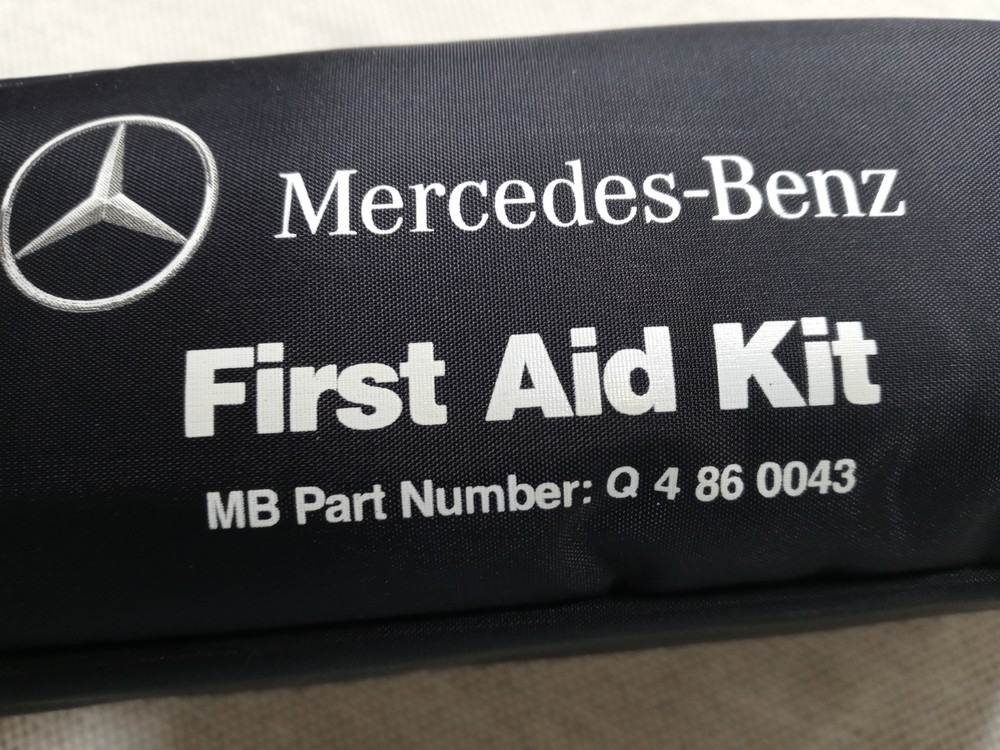 Mercedes-Benz
First Aid Kit
MB Part Number: Q 4 86 0043